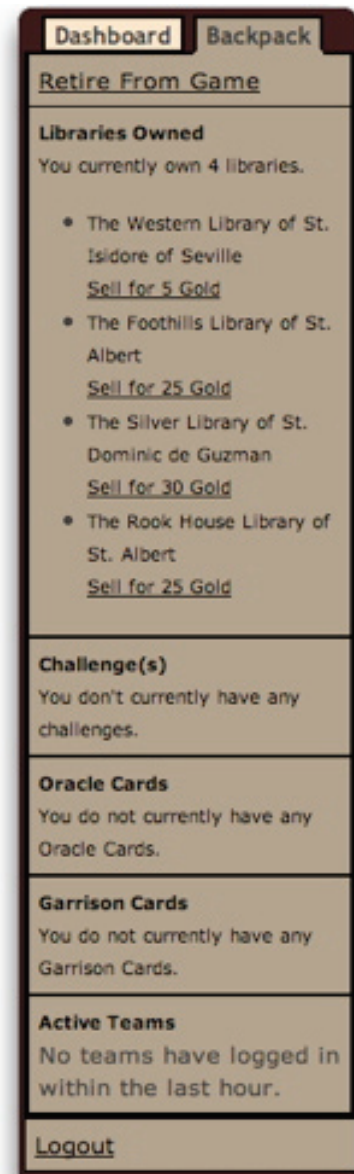 Dashboard Backpack
Retire From Game
Libraries Owned
You currently own 4 libraries.
The Western Library of St.
Isidore of Seville
Sell for 5 Gold
The Foothills Library of St.
Albert
Sell for 25 Gold
The Silver Library of St.
Dominic de Guzman
Sell for 30 Gold
The Rook House Library of
St. Albert
Sell for 25 Gold
Challenge(s)
You don't currently have any
challenges.
Oracle Cards
You do not currently have any
Oracle Cards.
Garrison Cards
You do not currently have any
Garrison Cards.
Active Teams
No teams have logged in
within the last hour.
Logout